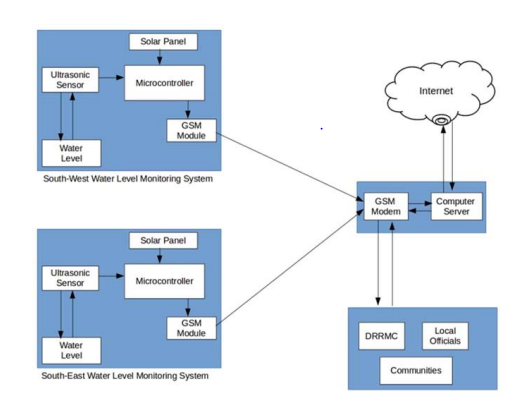 Solar Panel
Ultrasonic
Sensor
Microcontroller
GSM
Module
Water
Level
South-West Water Level Monitoring System
Internet
GSM
Modem
Computer
Server
Solar Panel
Ultrasonic
Sensor
Microcontroller
GSM
Module
Water
Level
South-East Water Level Monitoring System
DRRMC
Local
Officials
Communities